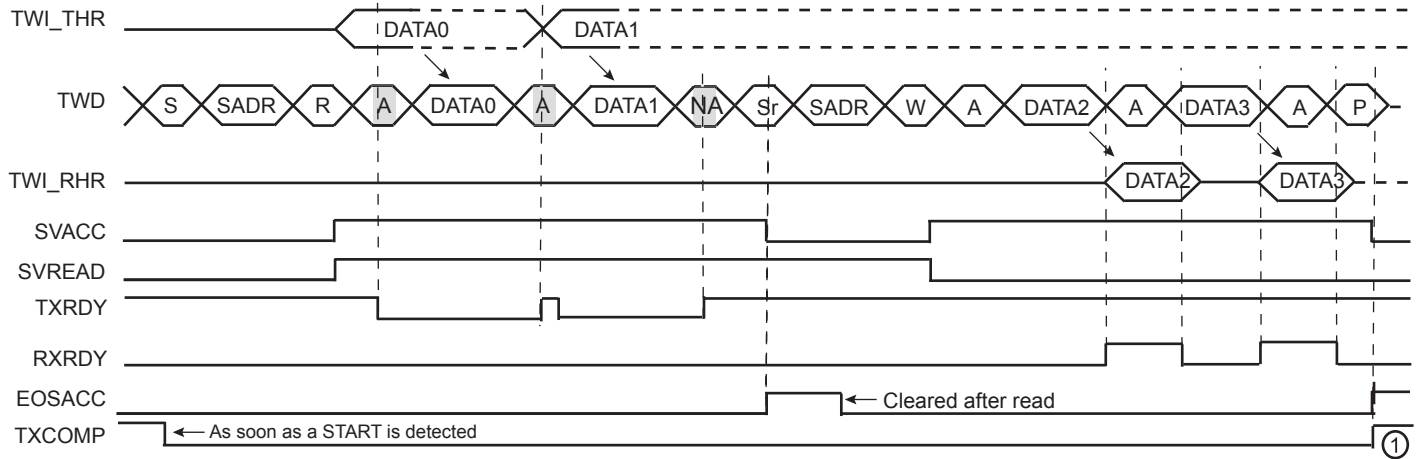 TWI_THR DATA0 DATA1
TWD S SADR R A DATA0 A DATA1 NA Sr SADR W A DATA2 A DATA3 A P
TWI_RHR DATA2 DATA3
SVACC
SVREAD
TXRDY
RXRDY
EOSACC Cleared after read
TXCOMP As soon as a START is detected 1